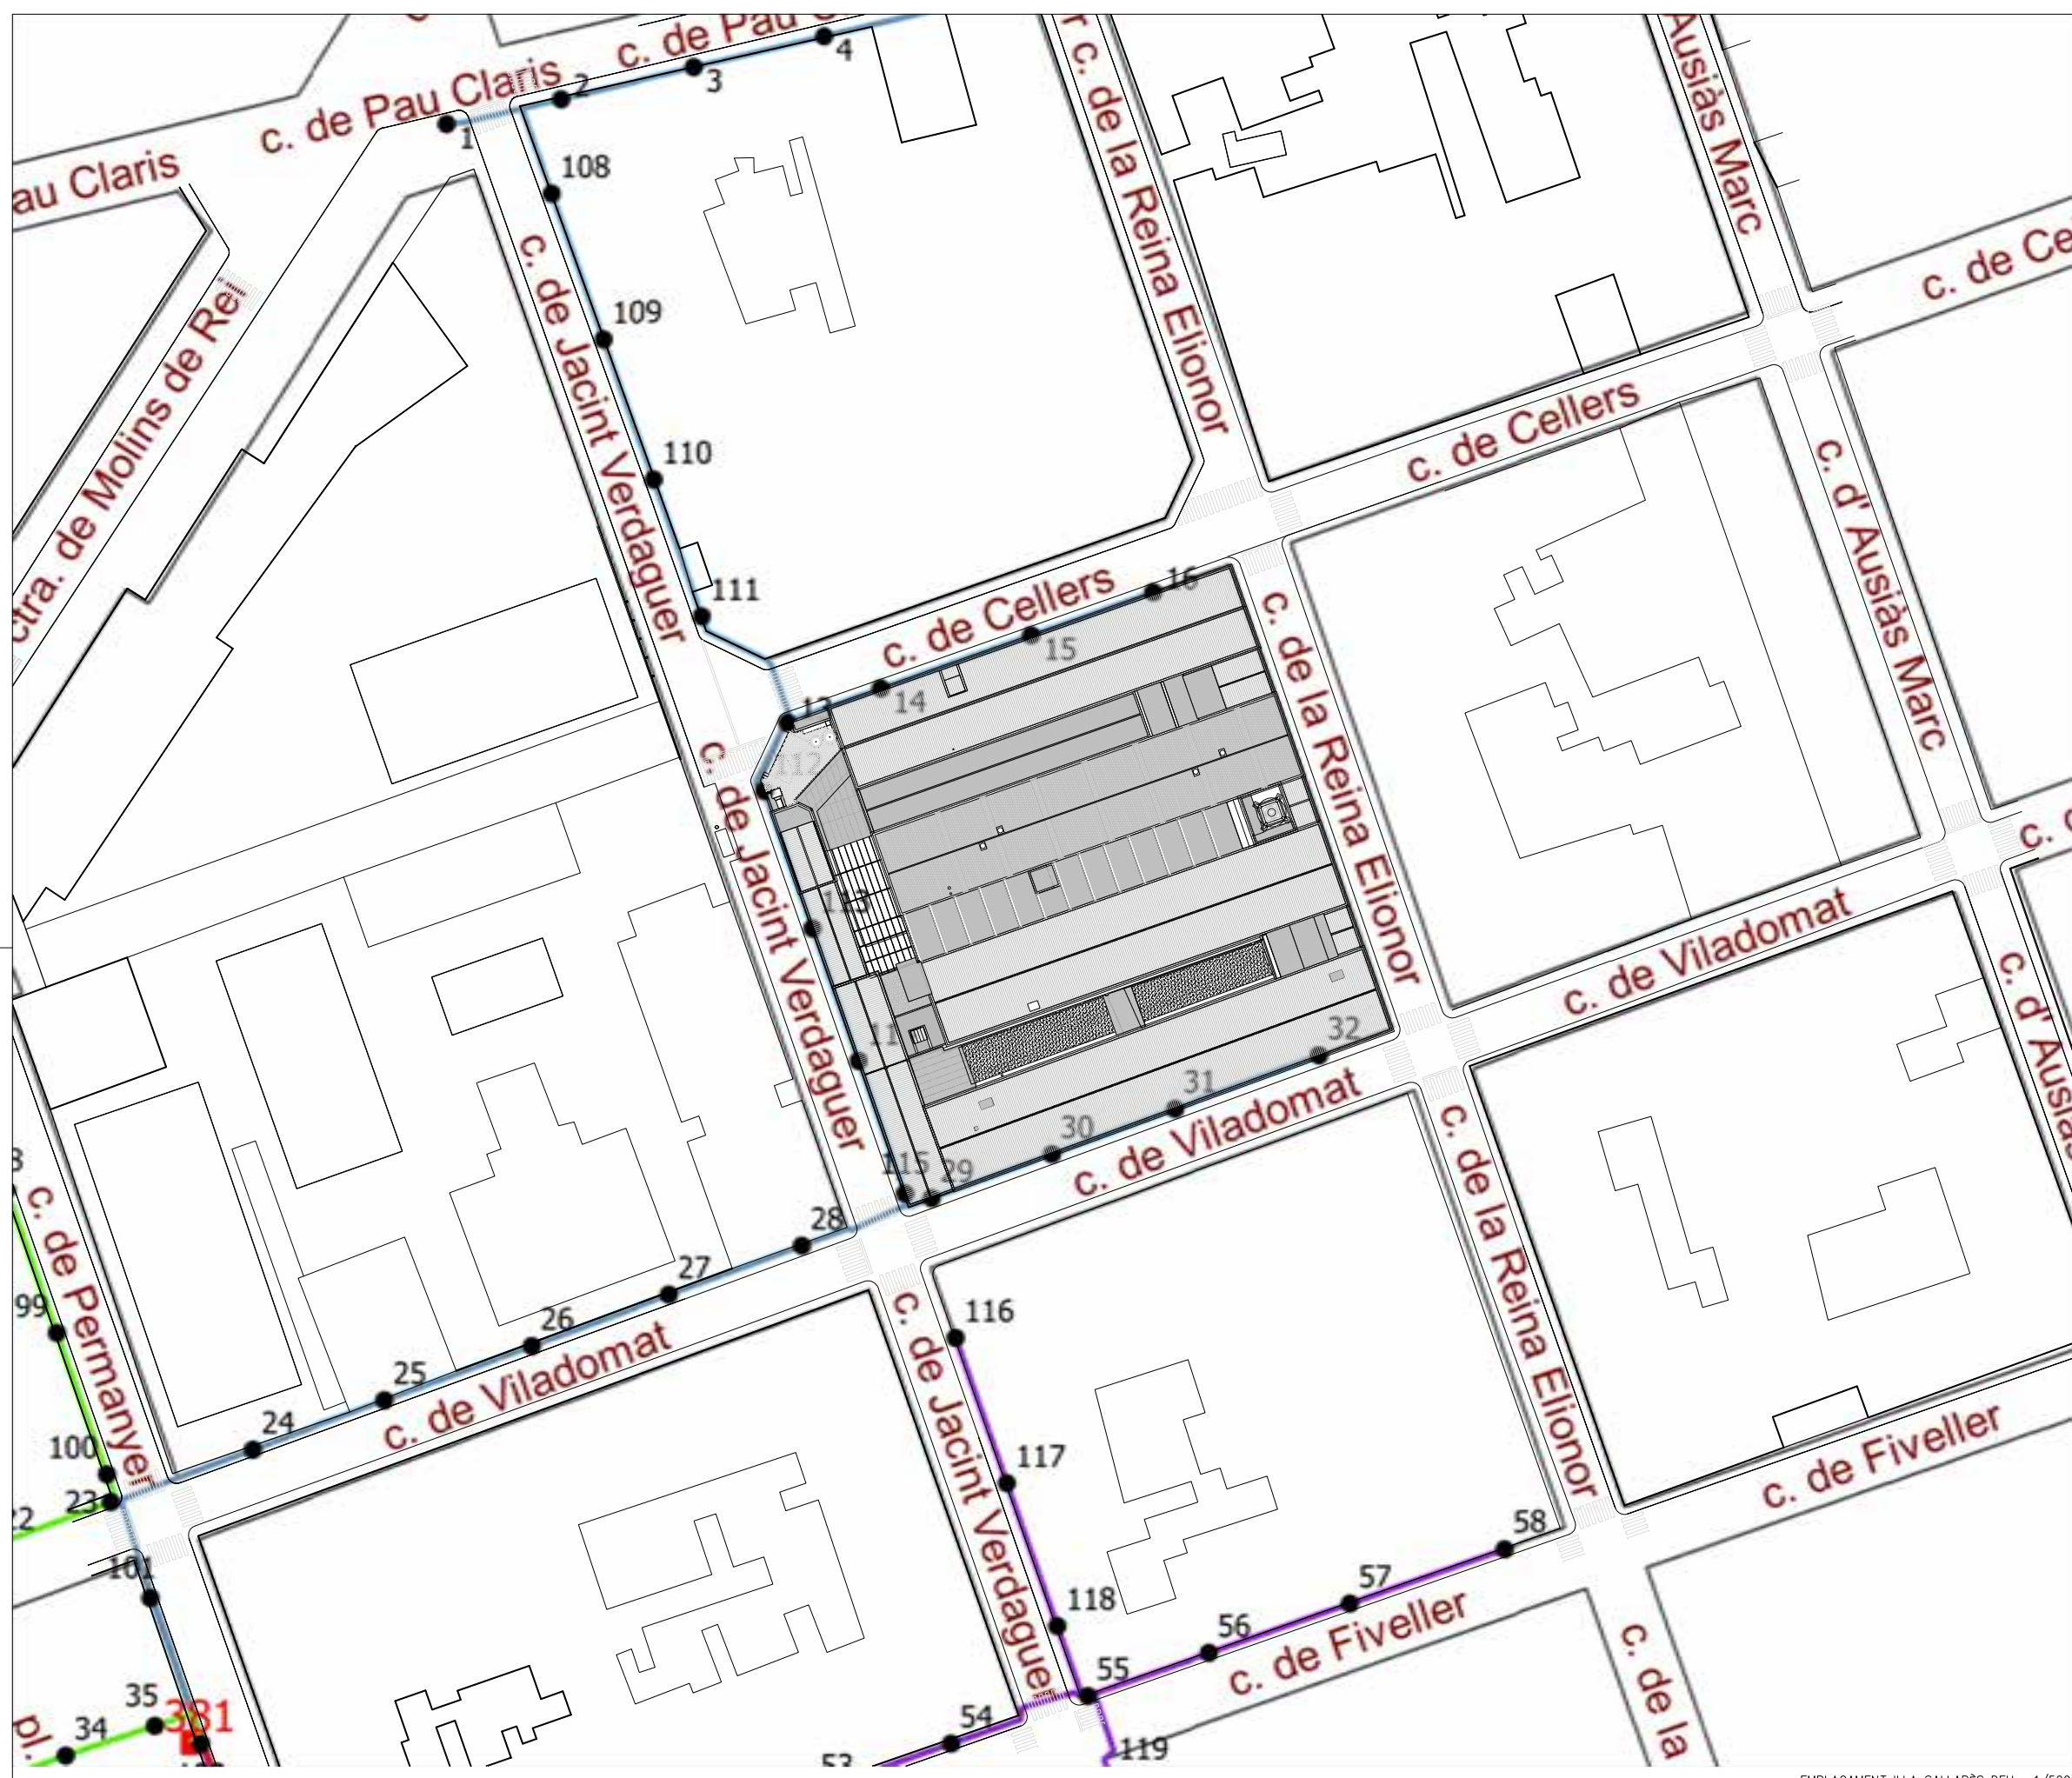 c. de Pau
4
3
c. de Pau Claris
2
1
au Claris
r c. de la Reina Elionor
Ausiàs Marc
108
c. de Ce
c. de Jacint Verdaguer
109
ctra. de Molins de Rei
110
c. de Cellers
c. d' Ausiàs Marc
111
16
c. de Cellers
15
14
112
c. de la Reina Elionor
c. de Jacint Verdaguer
113
c. de Viladomat
c. d' Ausià
11
32
31
30
c. de Viladomat
115
29
28
c. de Permanye
c. de la Reina Elionor
27
99
116
26
25
c. de Viladomat
c. de Jacint Verdaguer
24
100
117
c. de Fiveller
23
22
58
101
57
118
56
c. de Fiveller
55
c. de la
35
381
34
pl.
54
119
53